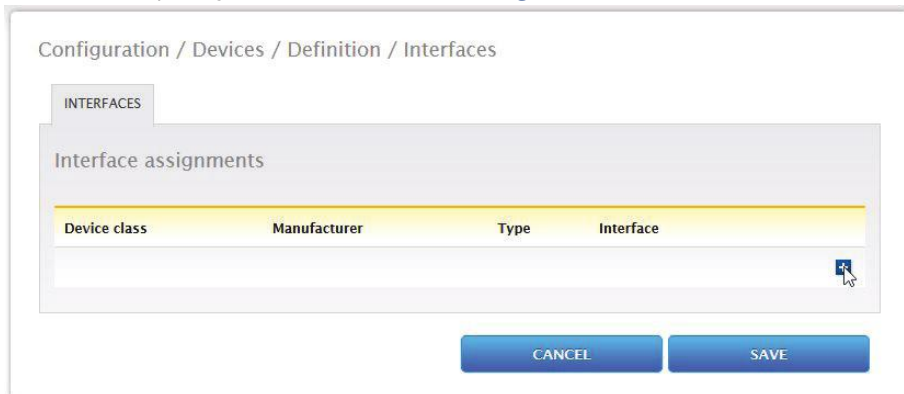 Configuration / Devices / Definition / Interfaces
INTERFACES
Interface assignments
Device class Manufacturer Type Interface
CANCEL SAVE